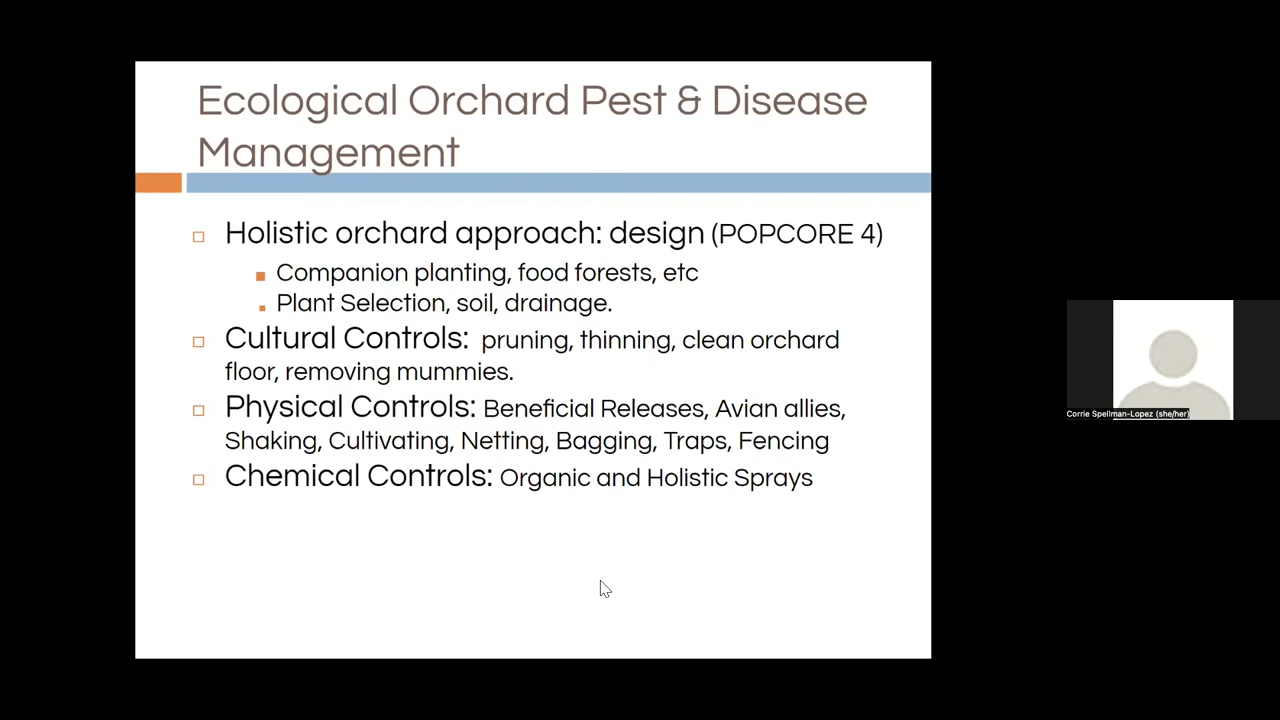 Ecological Orchard Pest & Disease
Management
Holistic orchard approach: design (POPCORE 4)
Companion planting, food forests, etc
Plant Selection, soil, drainage.
Cultural Controls: pruning, thinning, clean orchard
floor, removing mummies.
Physical Controls: Beneficial Releases, Avian allies,
Shaking, Cultivating, Netting, Bagging, Traps, Fencing
Chemical Controls: Organic and Holistic Sprays
Corrie Spellman-Lopez (she/her)